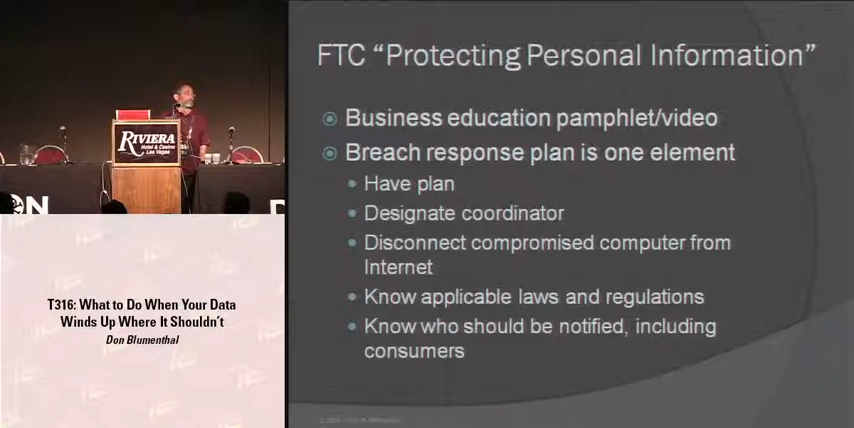 FTC “Protecting Personal Information”
Business education pamphlet/video
Breach response plan is one element
Have plan
Designate coordinator
Disconnect compromised computer from
Internet
Know applicable laws and regulations
Know who should be notified, including
consumers
RIVIERA
Hotel & Casino
Las Vegas
T316: What to Do When Your Data
Winds Up Where It Shouldn’t
Don Blumenthal